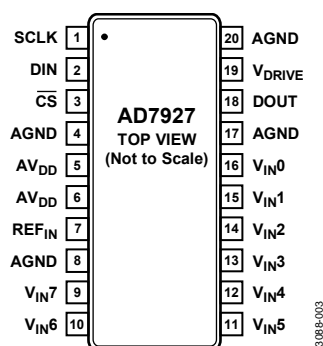 SCLK 1 20 AGND
DIN 2 19 VDRIVE
CS 3 18 DOUT
AGND 4 17 AGND
AVDD 5 16 VIN0
AVDD 6 15 VIN1
REFIN 7 14 VIN2
AGND 8 13 VIN3
VIN7 9 12 VIN4
VIN6 10 11 VIN5
AD7927
TOP VIEW
(Not to Scale)
3088-003